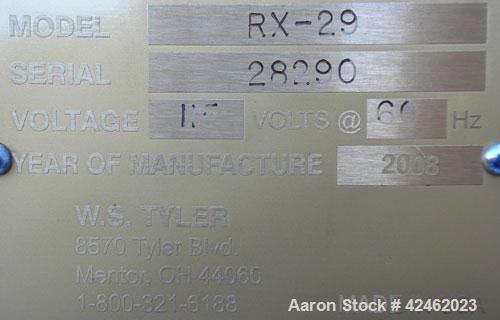 MODEL RX-29
SERIAL 28290
VOLTAGE VOLTS @ Hz
YEAR OF MANUFACTURE 2008
W.S. TYLER
8570 Tyler Blvd.
Mentor, OH 44060
1-800-321-6188
MADE
Aaron Stock # 42462023